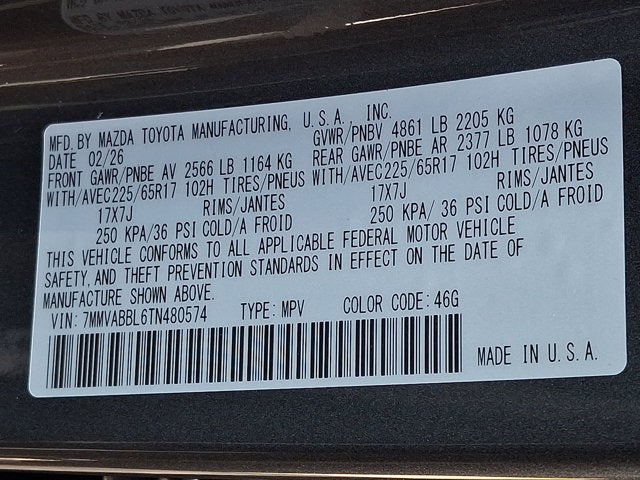 MFD. BY MAZDA TOYOTA MANUFACTURING, U.S.A., INC.
DATE 02/26 GVWR/PNBV 4861 LB 2205 KG
FRONT GAWR/PNBE AV 2566 LB 1164 KG REAR GAWR/PNBE AR 2377 LB 1078 KG
WITH/AVEC225/65R17 102H TIRES/PNEUS WITH/AVEC225/65R17 102H TIRES/PNEUS
17X7J RIMS/JANTES 17X7J RIMS/JANTES
250 KPA/36 PSI COLD/A FROID 250 KPA/ 36 PSI COLD/A FROID
THIS VEHICLE CONFORMS TO ALL APPLICABLE FEDERAL MOTOR VEHICLE
SAFETY, AND THEFT PREVENTION STANDARDS IN EFFECT ON THE DATE OF
MANUFACTURE SHOWN ABOVE.
VIN: 7MMVABBL6TN480574 TYPE: MPV COLOR CODE: 46G
MADE IN U.S.A.